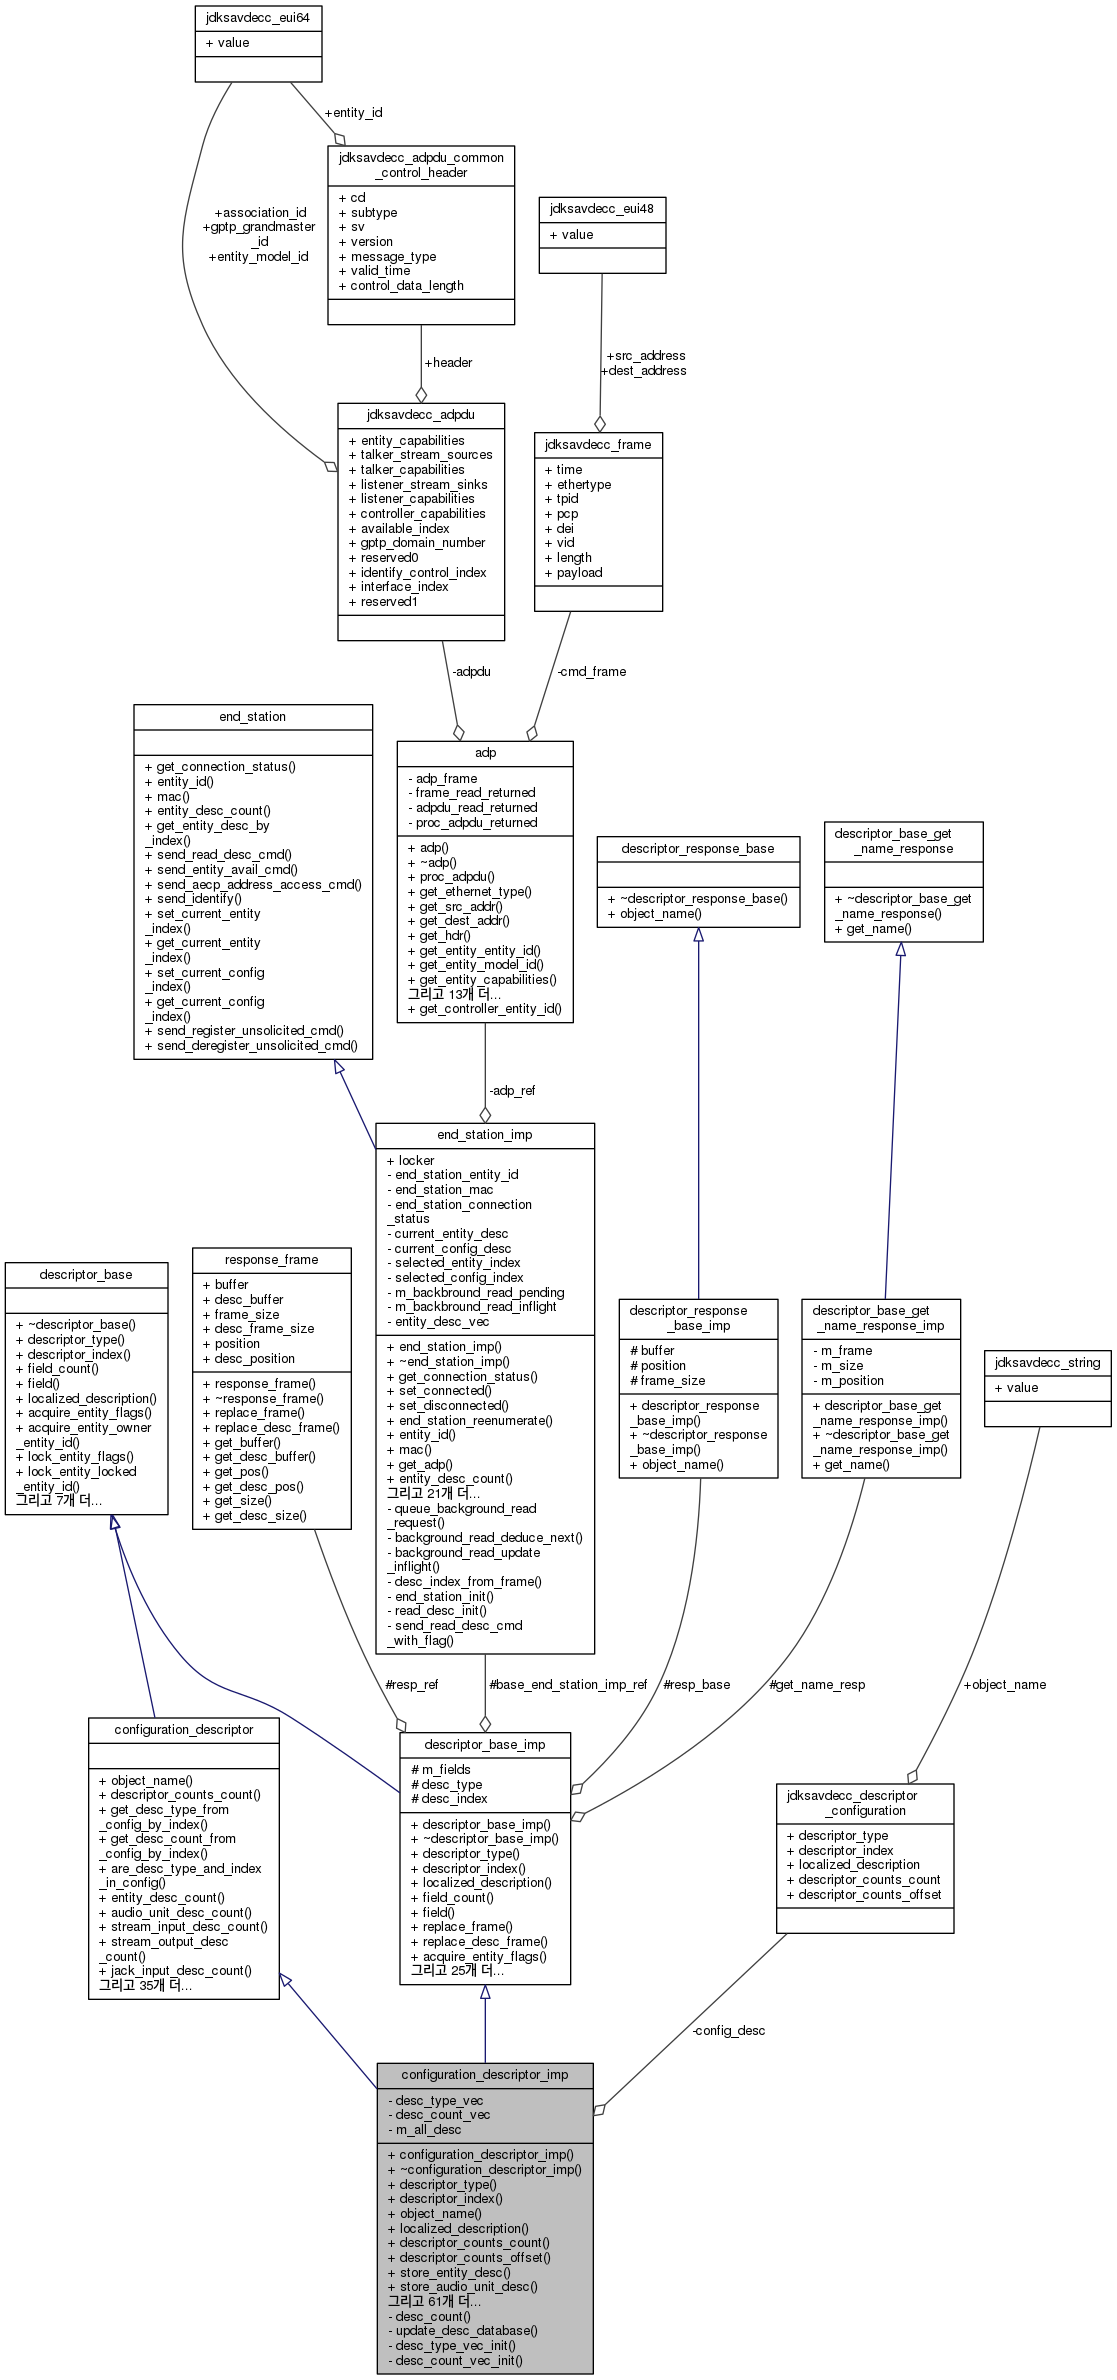 jdksavdecc_eui64
+ value
+entity_id
jdksavdecc_adpdu_common
_control_header
+ cd
+ subtype
+ sv
+ version
+ message_type
+ valid_time
+ control_data_length
jdksavdecc_eui48
+ value
+association_id
+gptp_grandmaster
_id
+entity_model_id
+header
+src_address
+dest_address
jdksavdecc_adpdu
+ entity_capabilities
+ talker_stream_sources
+ talker_capabilities
+ listener_stream_sinks
+ listener_capabilities
+ controller_capabilities
+ available_index
+ gptp_domain_number
+ reserved0
+ identify_control_index
+ interface_index
+ reserved1
jdksavdecc_frame
+ time
+ ethertype
+ tpid
+ pcp
+ dei
+ vid
+ length
+ payload
-adpdu
-cmd_frame
end_station
+ get_connection_status()
+ entity_id()
+ mac()
+ entity_desc_count()
+ get_entity_desc_by
_index()
+ send_read_desc_cmd()
+ send_entity_avail_cmd()
+ send_aecp_address_access_cmd()
+ send_identify()
+ set_current_entity
_index()
+ get_current_entity
_index()
+ set_current_config
_index()
+ get_current_config
_index()
+ send_register_unsolicited_cmd()
+ send_deregister_unsolicited_cmd()
adp
- adp_frame
- frame_read_returned
- adpdu_read_returned
- proc_adpdu_returned
+ adp()
+ ~adp()
+ proc_adpdu()
+ get_ethernet_type()
+ get_src_addr()
+ get_dest_addr()
+ get_hdr()
+ get_entity_entity_id()
+ get_entity_model_id()
+ get_entity_capabilities()
그리고 13개 더...
+ get_controller_entity_id()
descriptor_response_base
+ ~descriptor_response_base()
+ object_name()
descriptor_base_get
_name_response
+ ~descriptor_base_get
_name_response()
+ get_name()
-adp_ref
descriptor_base
+ ~descriptor_base()
+ descriptor_type()
+ descriptor_index()
+ field_count()
+ field()
+ localized_description()
+ acquire_entity_flags()
+ acquire_entity_owner
_entity_id()
+ lock_entity_flags()
+ lock_entity_locked
_entity_id()
그리고 7개 더...
response_frame
+ buffer
+ desc_buffer
+ frame_size
+ desc_frame_size
+ position
+ desc_position
+ response_frame()
+ ~response_frame()
+ replace_frame()
+ replace_desc_frame()
+ get_buffer()
+ get_desc_buffer()
+ get_pos()
+ get_desc_pos()
+ get_size()
+ get_desc_size()
end_station_imp
+ locker
- end_station_entity_id
- end_station_mac
- end_station_connection
_status
- current_entity_desc
- current_config_desc
- selected_entity_index
- selected_config_index
- m_backbround_read_pending
- m_backbround_read_inflight
- entity_desc_vec
+ end_station_imp()
+ ~end_station_imp()
+ get_connection_status()
+ set_connected()
+ set_disconnected()
+ end_station_reenumerate()
+ entity_id()
+ mac()
+ get_adp()
+ entity_desc_count()
그리고 21개 더...
- queue_background_read
_request()
- background_read_deduce_next()
- background_read_update
_inflight()
- desc_index_from_frame()
- end_station_init()
- read_desc_init()
- send_read_desc_cmd
_with_flag()
descriptor_response
_base_imp
# buffer
# position
# frame_size
+ descriptor_response
_base_imp()
+ ~descriptor_response
_base_imp()
+ object_name()
descriptor_base_get
_name_response_imp
- m_frame
- m_size
- m_position
+ descriptor_base_get
_name_response_imp()
+ ~descriptor_base_get
_name_response_imp()
+ get_name()
jdksavdecc_string
+ value
#resp_ref
#base_end_station_imp_ref
#resp_base
#get_name_resp
+object_name
configuration_descriptor
+ object_name()
+ descriptor_counts_count()
+ get_desc_type_from
_config_by_index()
+ get_desc_count_from
_config_by_index()
+ are_desc_type_and_index
_in_config()
+ entity_desc_count()
+ audio_unit_desc_count()
+ stream_input_desc_count()
+ stream_output_desc
_count()
+ jack_input_desc_count()
그리고 35개 더...
descriptor_base_imp
# m_fields
# desc_type
# desc_index
+ descriptor_base_imp()
+ ~descriptor_base_imp()
+ descriptor_type()
+ descriptor_index()
+ localized_description()
+ field_count()
+ field()
+ replace_frame()
+ replace_desc_frame()
+ acquire_entity_flags()
그리고 25개 더...
jdksavdecc_descriptor
_configuration
+ descriptor_type
+ descriptor_index
+ localized_description
+ descriptor_counts_count
+ descriptor_counts_offset
-config_desc
configuration_descriptor_imp
- desc_type_vec
- desc_count_vec
- m_all_desc
+ configuration_descriptor_imp()
+ ~configuration_descriptor_imp()
+ descriptor_type()
+ descriptor_index()
+ object_name()
+ localized_description()
+ descriptor_counts_count()
+ descriptor_counts_offset()
+ store_entity_desc()
+ store_audio_unit_desc()
그리고 61개 더...
- desc_count()
- update_desc_database()
- desc_type_vec_init()
- desc_count_vec_init()